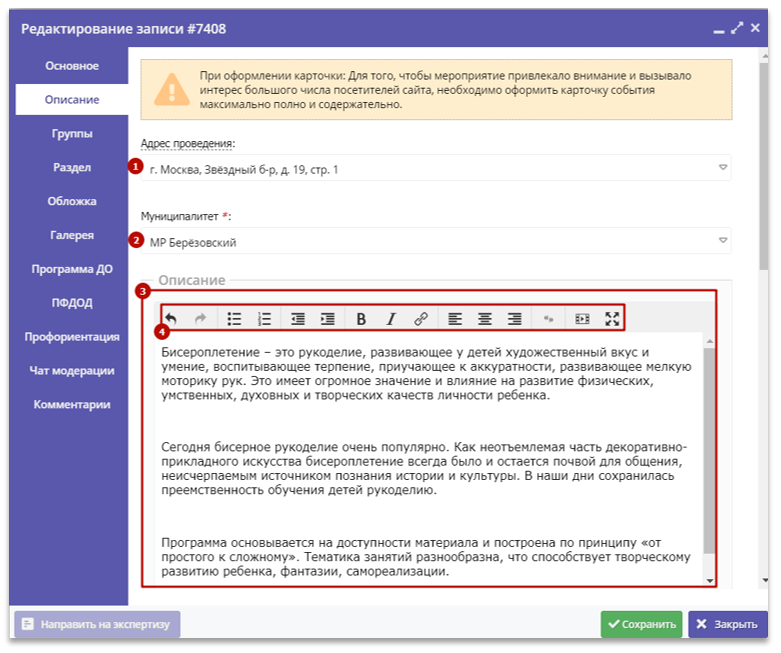 Редактирование записи #7408
Основное
Описание
Группы
Раздел
Обложка
Галерея
Программа ДО
ПФДОД
Профориентация
Чат модерации
Комментарии
При оформлении карточки: Для того, чтобы мероприятие привлекало внимание и вызывало
интерес большого числа посетителей сайта, необходимо оформить карточку события
максимально полно и содержательно.
Адрес проведения:
1
г. Москва, Звёздный б-р, д. 19, стр. 1
Муниципалитет *:
2
МР Берёзовский
Описание
3
4
B I
Бисероплетение – это рукоделие, развивающее у детей художественный вкус и
умение, воспитывающее терпение, приучающее к аккуратности, развивающее мелкую
моторику рук. Это имеет огромное значение и влияние на развитие физических,
умственных, духовных и творческих качеств личности ребенка.
Сегодня бисерное рукоделие очень популярно. Как неотъемлемая часть декоративно-
прикладного искусства бисероплетение всегда было и остается почвой для общения,
неисчерпаемым источником познания истории и культуры. В наши дни сохранилась
преемственность обучения детей рукоделию.
Программа основывается на доступности материала и построена по принципу «от
простого к сложному». Тематика занятий разнообразна, что способствует творческому
развитию ребенка, фантазии, самореализации.
Направить на экспертизу
Сохранить
Закрыть